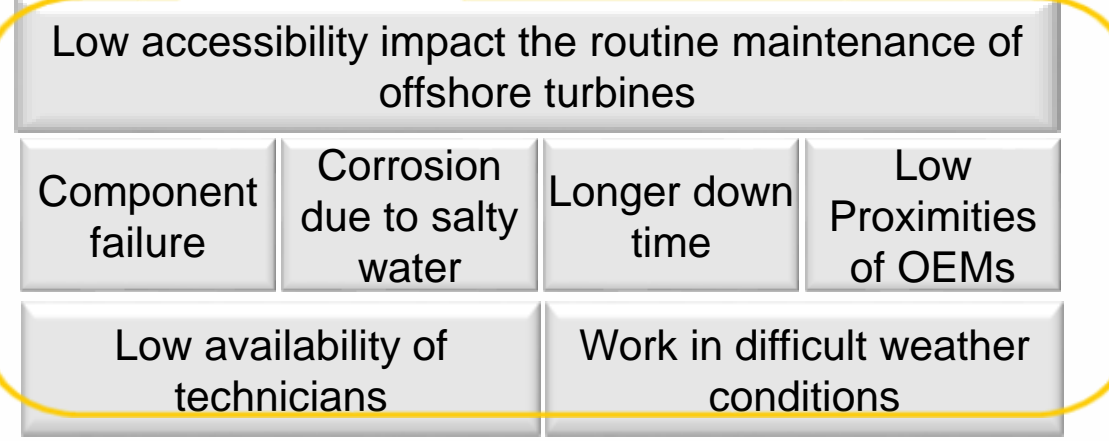 Low accessibility impact the routine maintenance of
offshore turbines
Component
failure
Corrosion
due to salty
water
Longer down
time
Low
Proximities
of OEMs
Low availability of
technicians
Work in difficult weather
conditions